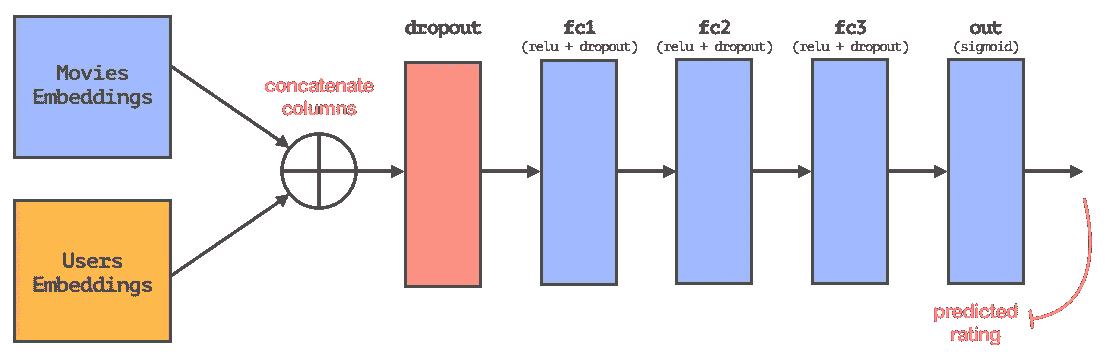 Movies
Embeddings
Users
Embeddings
concatenate
columns
dropout
fc1
(relu + dropout)
fc2
(relu + dropout)
fc3
(relu + dropout)
out
(sigmoid)
predicted
rating